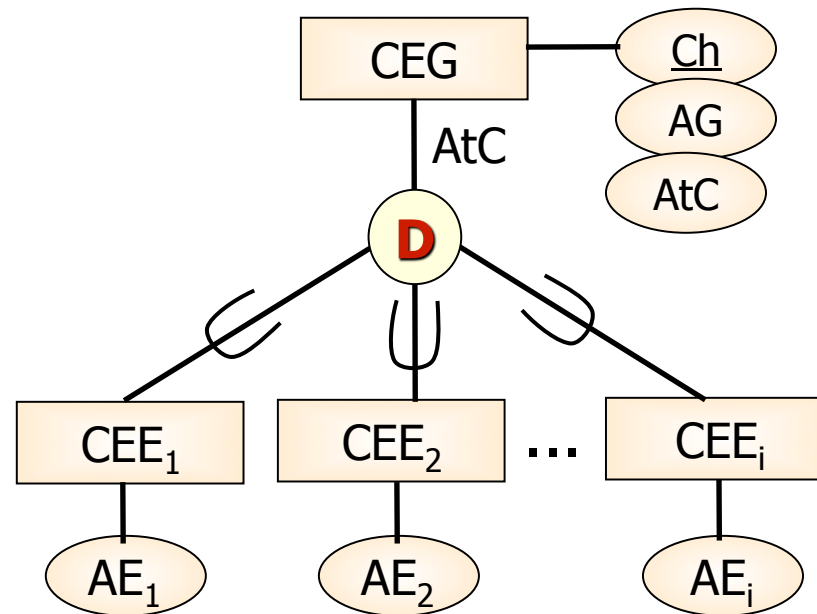 CEG
Ch
AG
AtC
AtC
D
CEE₁
CEE₂
...
CEEᵢ
AE₁
AE₂
AEᵢ